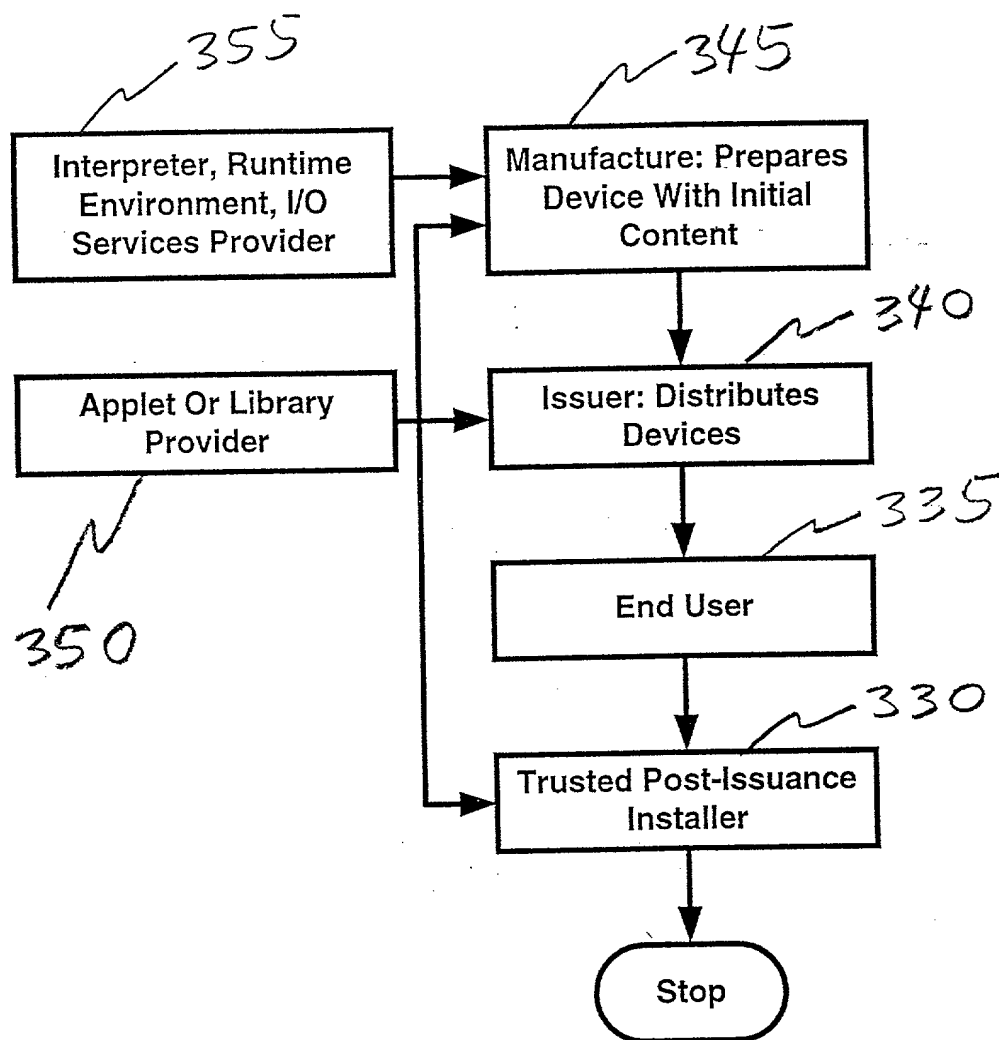 355
345
Interpreter, Runtime
Environment, I/O
Services Provider
Manufacture: Prepares
Device With Initial
Content
340
Applet Or Library
Provider
Issuer: Distributes
Devices
335
350
End User
330
Trusted Post-Issuance
Installer
Stop